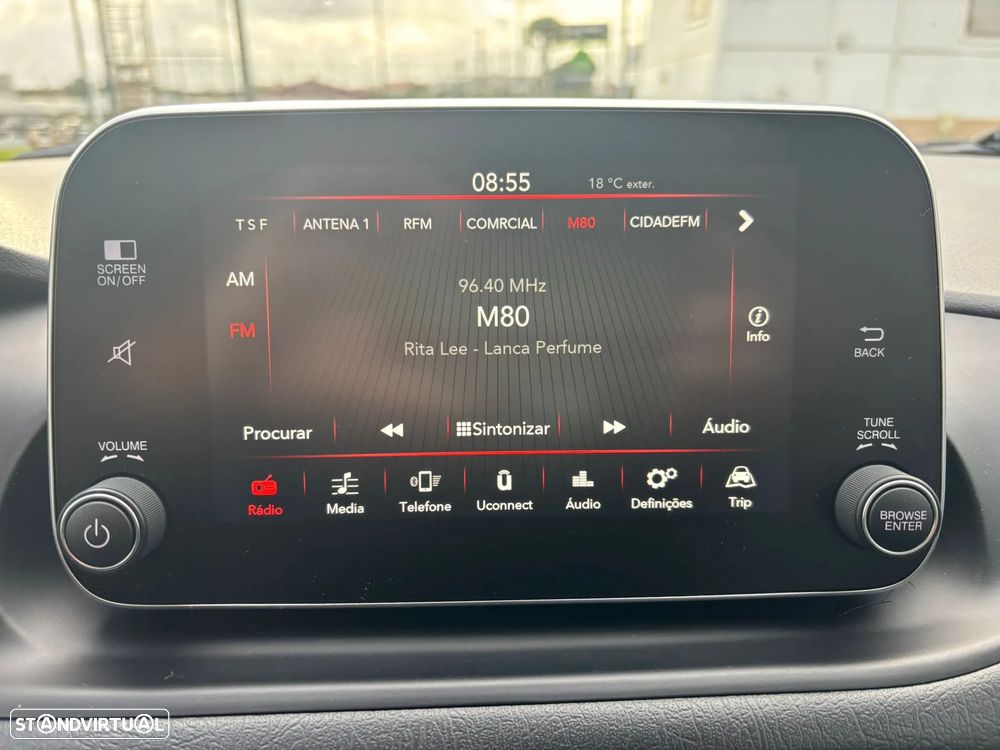 08:55 18 °C exter.
T S F ANTENA 1 RFM COMRCIAL M80 CIDADEFM
SCREEN
ON/OFF
AM
FM
96.40 MHz
M80
Rita Lee - Lanca Perfume
Info
BACK
Procurar Sintonizar Áudio
VOLUME
TUNE
SCROLL
Rádio Media Telefone Uconnect Áudio Definições Trip
BROWSE
ENTER
STANDVIRTUAL